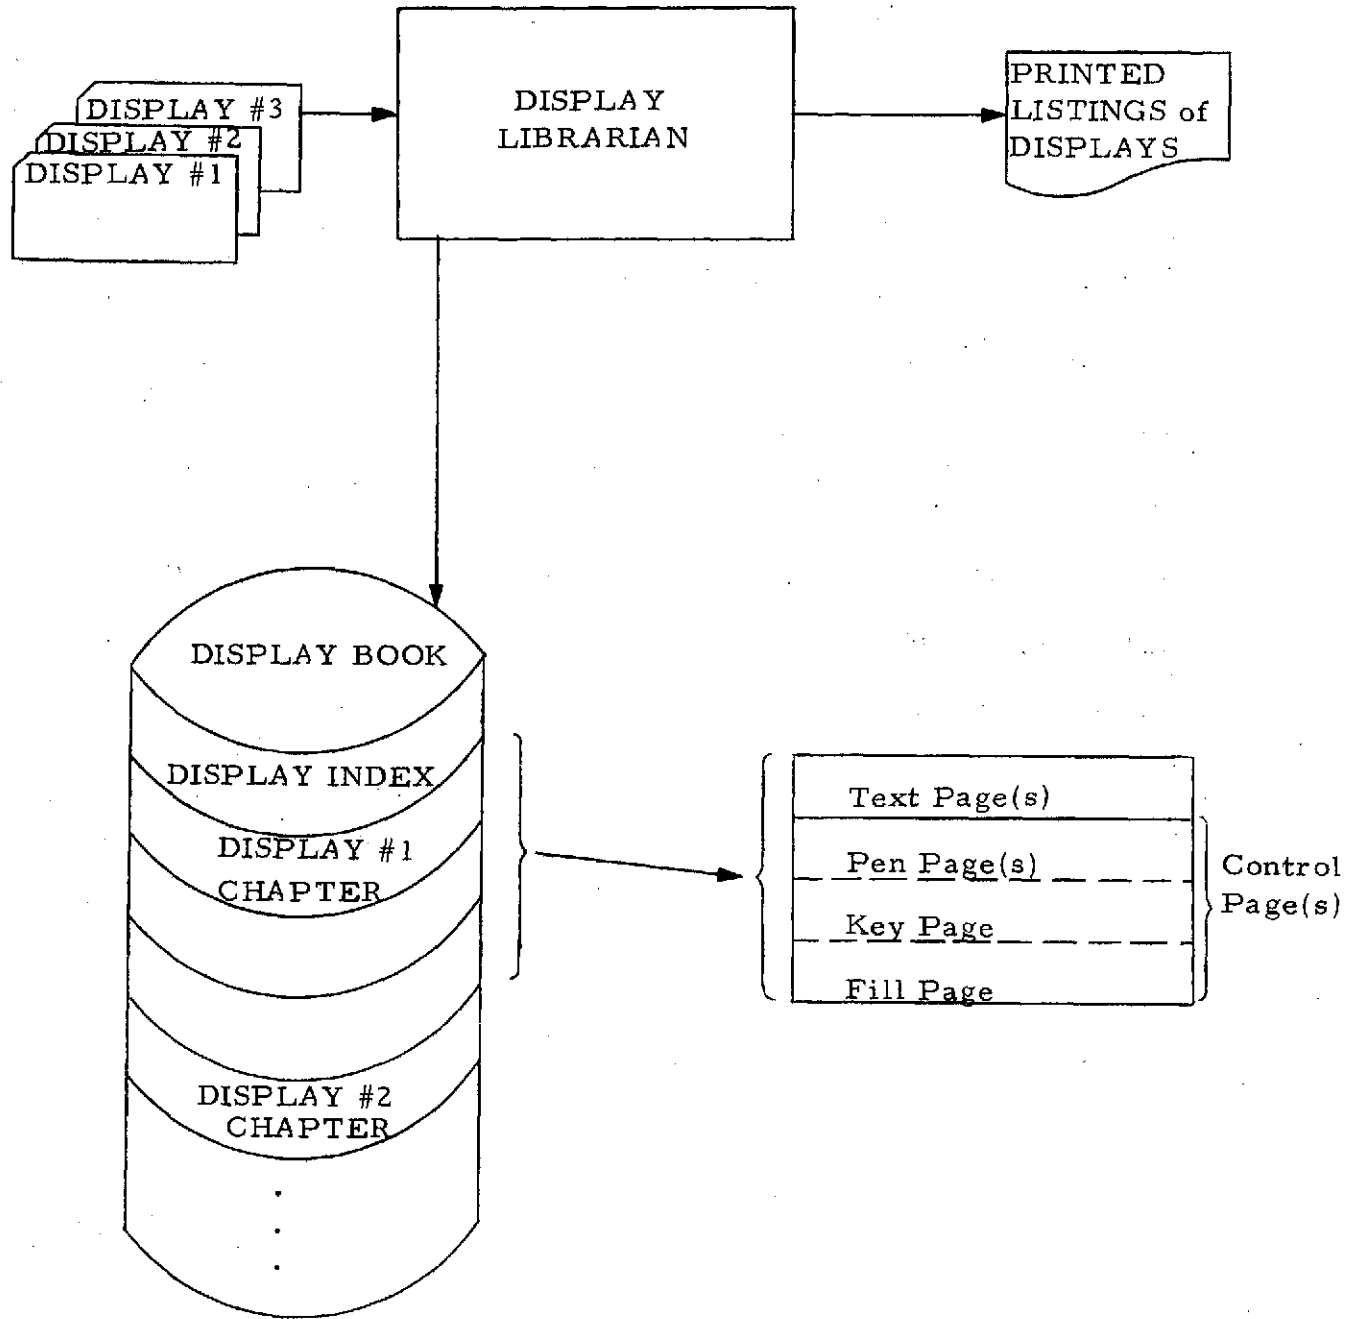 DISPLAY #3
DISPLAY #2
DISPLAY #1
DISPLAY
LIBRARIAN
PRINTED
LISTINGS of
DISPLAYS
DISPLAY BOOK
DISPLAY INDEX
DISPLAY #1
CHAPTER
DISPLAY #2
CHAPTER
Text Page(s)
Pen Page(s)
Key Page
Fill Page
Control
Page(s)